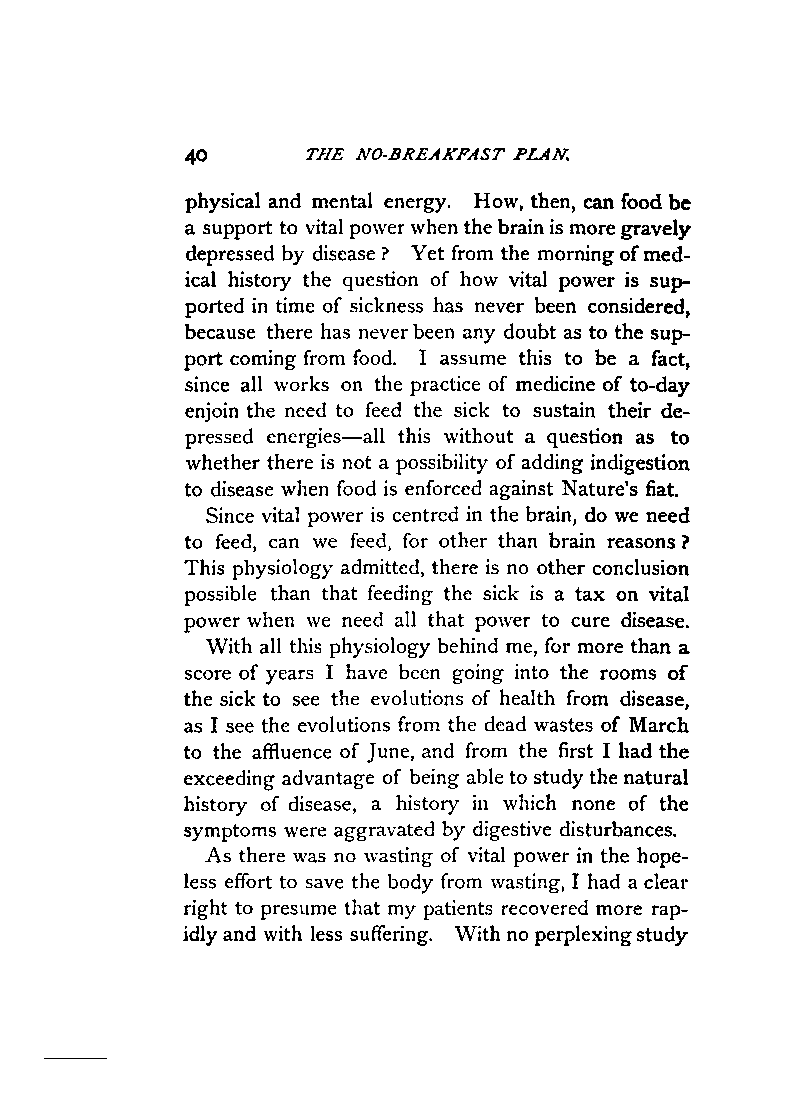 40 THE NO-BREAKFAST PLAN.
physical and mental energy. How, then, can food be
a support to vital power when the brain is more gravely
depressed by disease? Yet from the morning of med-
ical history the question of how vital power is sup-
ported in time of sickness has never been considered,
because there has never been any doubt as to the sup-
port coming from food. I assume this to be a fact,
since all works on the practice of medicine of to-day
enjoin the need to feed the sick to sustain their de-
pressed energies—all this without a question as to
whether there is not a possibility of adding indigestion
to disease when food is enforced against Nature's fiat.
Since vital power is centred in the brain, do we need
to feed, can we feed, for other than brain reasons?
This physiology admitted, there is no other conclusion
possible than that feeding the sick is a tax on vital
power when we need all that power to cure disease.
With all this physiology behind me, for more than a
score of years I have been going into the rooms of
the sick to see the evolutions of health from disease,
as I see the evolutions from the dead wastes of March
to the affluence of June, and from the first I had the
exceeding advantage of being able to study the natural
history of disease, a history in which none of the
symptoms were aggravated by digestive disturbances.
As there was no wasting of vital power in the hope-
less effort to save the body from wasting, I had a clear
right to presume that my patients recovered more rap-
idly and with less suffering. With no perplexing study